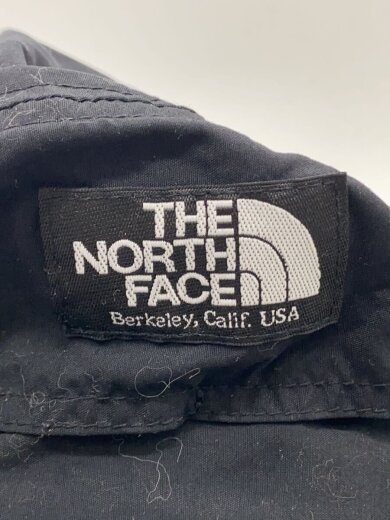 THE
NORTH
FACE
Berkeley, Calif. USA